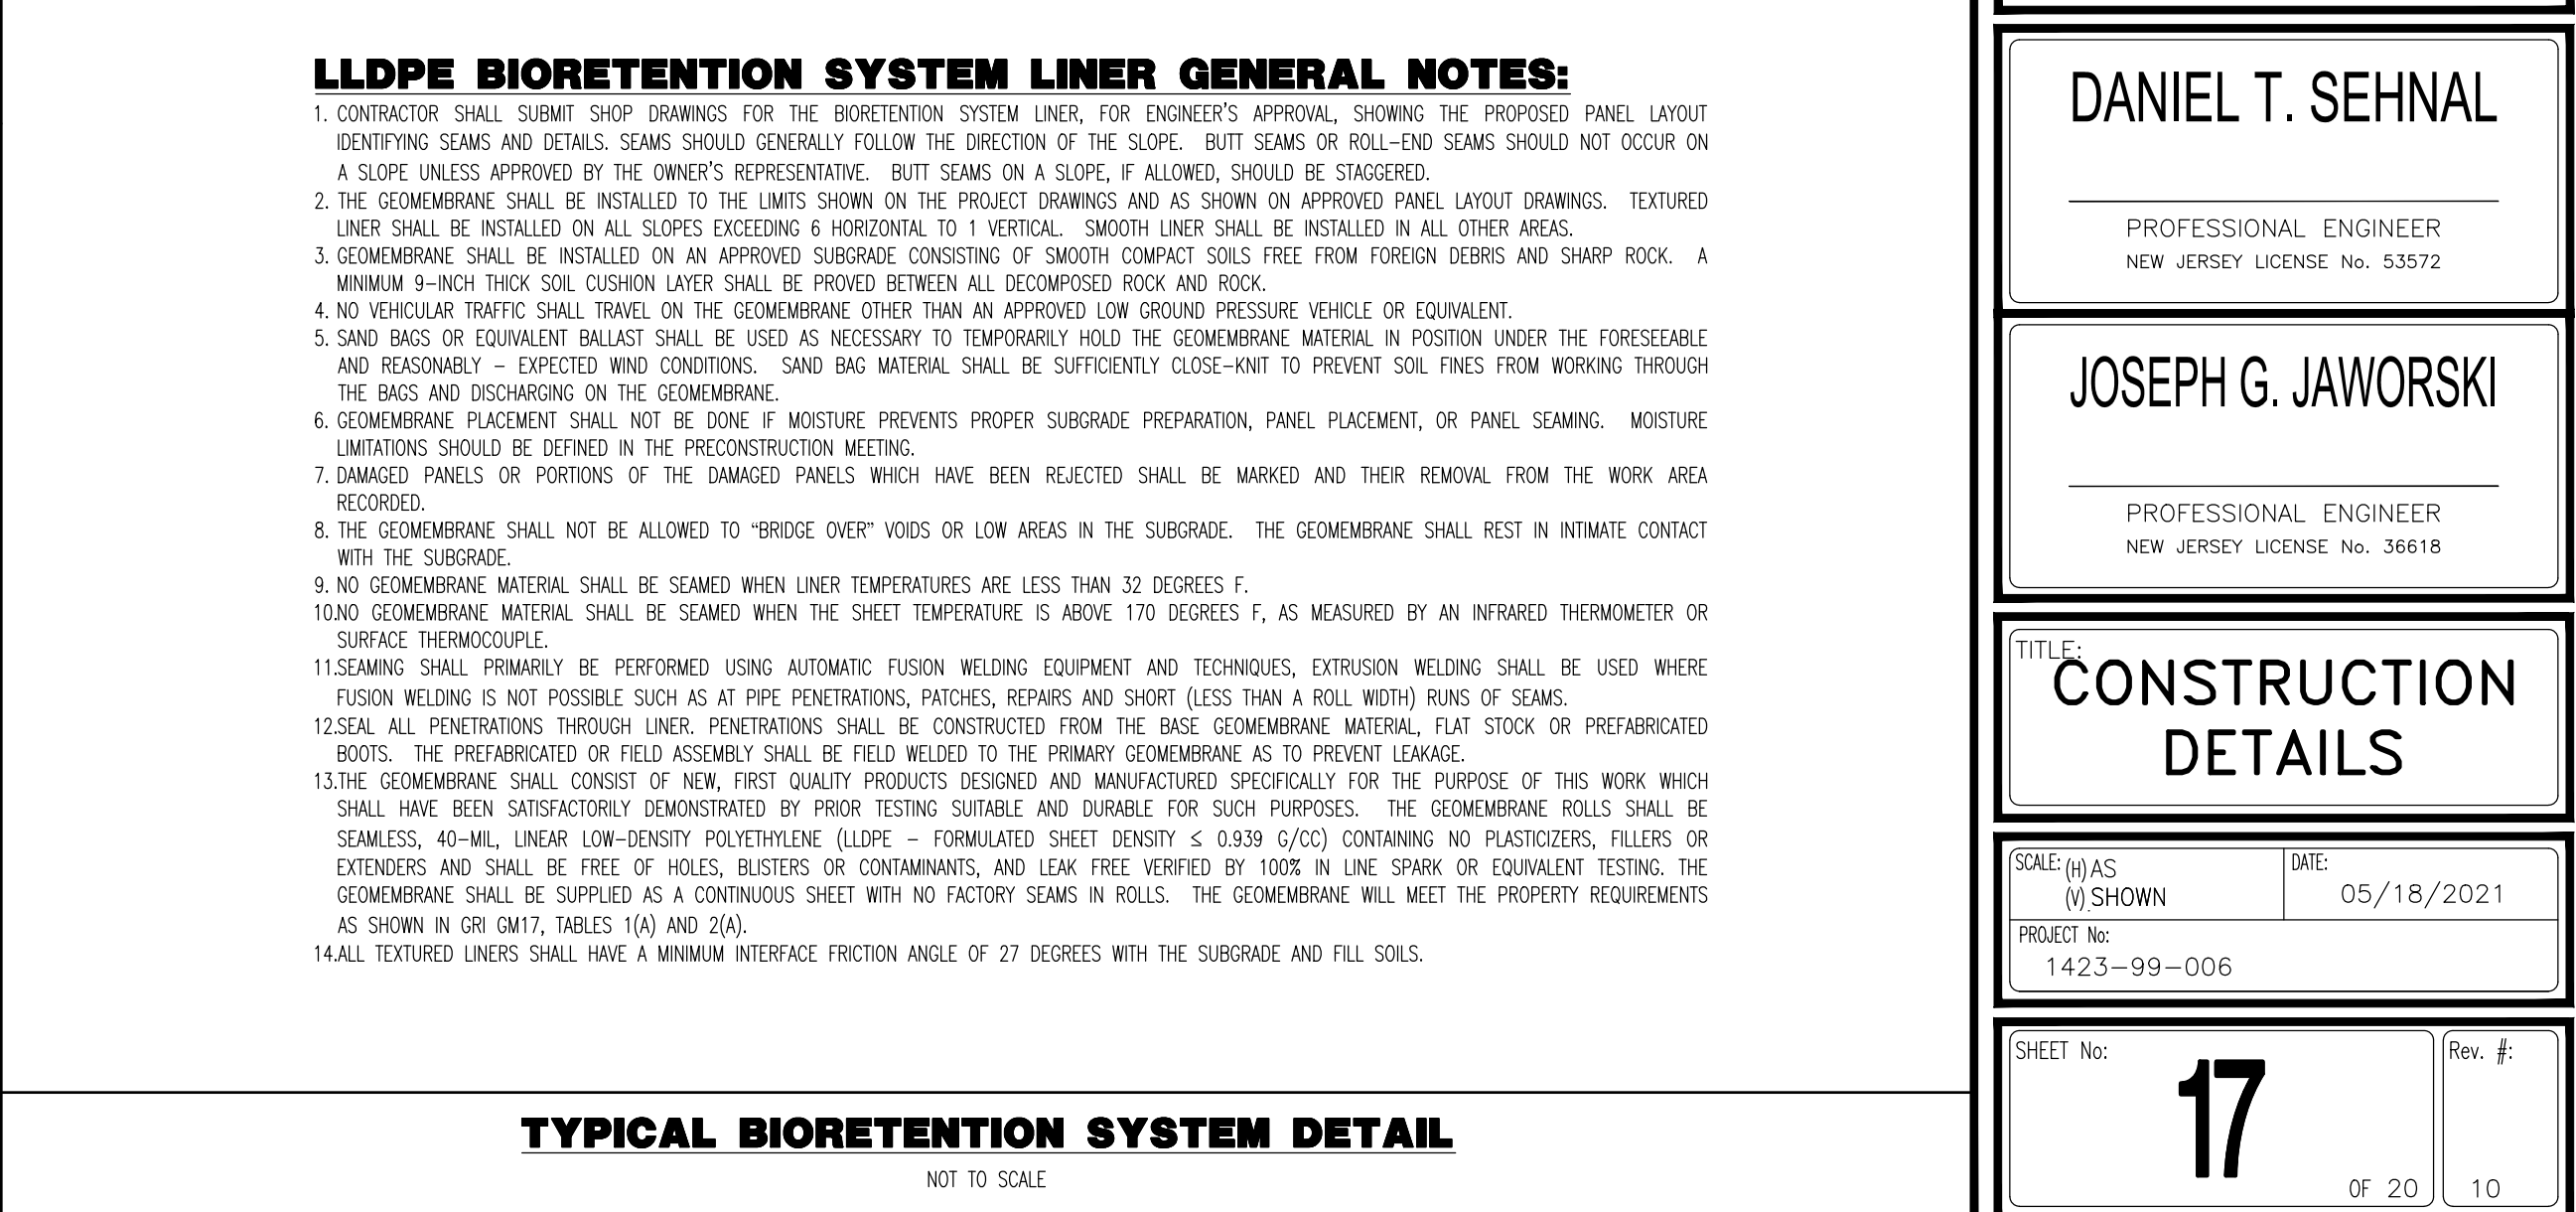 LLDPE BIORETENTION SYSTEM LINER GENERAL NOTES:
1. CONTRACTOR SHALL SUBMIT SHOP DRAWINGS FOR THE BIORETENTION SYSTEM LINER, FOR ENGINEER'S APPROVAL, SHOWING THE PROPOSED PANEL LAYOUT
IDENTIFYING SEAMS AND DETAILS. SEAMS SHOULD GENERALLY FOLLOW THE DIRECTION OF THE SLOPE. BUTT SEAMS OR ROLL-END SEAMS SHOULD NOT OCCUR ON
A SLOPE UNLESS APPROVED BY THE OWNER'S REPRESENTATIVE. BUTT SEAMS ON A SLOPE, IF ALLOWED, SHOULD BE STAGGERED.
2. THE GEOMEMBRANE SHALL BE INSTALLED TO THE LIMITS SHOWN ON THE PROJECT DRAWINGS AND AS SHOWN ON APPROVED PANEL LAYOUT DRAWINGS. TEXTURED
LINER SHALL BE INSTALLED ON ALL SLOPES EXCEEDING 6 HORIZONTAL TO 1 VERTICAL. SMOOTH LINER SHALL BE INSTALLED IN ALL OTHER AREAS.
3. GEOMEMBRANE SHALL BE INSTALLED ON AN APPROVED SUBGRADE CONSISTING OF SMOOTH COMPACT SOILS FREE FROM FOREIGN DEBRIS AND SHARP ROCK. A
MINIMUM 9-INCH THICK SOIL CUSHION LAYER SHALL BE PROVED BETWEEN ALL DECOMPOSED ROCK AND ROCK.
4. NO VEHICULAR TRAFFIC SHALL TRAVEL ON THE GEOMEMBRANE OTHER THAN AN APPROVED LOW GROUND PRESSURE VEHICLE OR EQUIVALENT.
5. SAND BAGS OR EQUIVALENT BALLAST SHALL BE USED AS NECESSARY TO TEMPORARILY HOLD THE GEOMEMBRANE MATERIAL IN POSITION UNDER THE FORESEEABLE
AND REASONABLY - EXPECTED WIND CONDITIONS. SAND BAG MATERIAL SHALL BE SUFFICIENTLY CLOSE-KNIT TO PREVENT SOIL FINES FROM WORKING THROUGH
THE BAGS AND DISCHARGING ON THE GEOMEMBRANE.
6. GEOMEMBRANE PLACEMENT SHALL NOT BE DONE IF MOISTURE PREVENTS PROPER SUBGRADE PREPARATION, PANEL PLACEMENT, OR PANEL SEAMING. MOISTURE
LIMITATIONS SHOULD BE DEFINED IN THE PRECONSTRUCTION MEETING.
7. DAMAGED PANELS OR PORTIONS OF THE DAMAGED PANELS WHICH HAVE BEEN REJECTED SHALL BE MARKED AND THEIR REMOVAL FROM THE WORK AREA
RECORDED.
8. THE GEOMEMBRANE SHALL NOT BE ALLOWED TO “BRIDGE OVER” VOIDS OR LOW AREAS IN THE SUBGRADE. THE GEOMEMBRANE SHALL REST IN INTIMATE CONTACT
WITH THE SUBGRADE.
9. NO GEOMEMBRANE MATERIAL SHALL BE SEAMED WHEN LINER TEMPERATURES ARE LESS THAN 32 DEGREES F.
10.NO GEOMEMBRANE MATERIAL SHALL BE SEAMED WHEN THE SHEET TEMPERATURE IS ABOVE 170 DEGREES F, AS MEASURED BY AN INFRARED THERMOMETER OR
SURFACE THERMOCOUPLE.
11.SEAMING SHALL PRIMARILY BE PERFORMED USING AUTOMATIC FUSION WELDING EQUIPMENT AND TECHNIQUES, EXTRUSION WELDING SHALL BE USED WHERE
FUSION WELDING IS NOT POSSIBLE SUCH AS AT PIPE PENETRATIONS, PATCHES, REPAIRS AND SHORT (LESS THAN A ROLL WIDTH) RUNS OF SEAMS.
12.SEAL ALL PENETRATIONS THROUGH LINER. PENETRATIONS SHALL BE CONSTRUCTED FROM THE BASE GEOMEMBRANE MATERIAL, FLAT STOCK OR PREFABRICATED
BOOTS. THE PREFABRICATED OR FIELD ASSEMBLY SHALL BE FIELD WELDED TO THE PRIMARY GEOMEMBRANE AS TO PREVENT LEAKAGE.
13.THE GEOMEMBRANE SHALL CONSIST OF NEW, FIRST QUALITY PRODUCTS DESIGNED AND MANUFACTURED SPECIFICALLY FOR THE PURPOSE OF THIS WORK WHICH
SHALL HAVE BEEN SATISFACTORILY DEMONSTRATED BY PRIOR TESTING SUITABLE AND DURABLE FOR SUCH PURPOSES. THE GEOMEMBRANE ROLLS SHALL BE
SEAMLESS, 40-MIL, LINEAR LOW-DENSITY POLYETHYLENE (LLDPE - FORMULATED SHEET DENSITY ≤ 0.939 G/CC) CONTAINING NO PLASTICIZERS, FILLERS OR
EXTENDERS AND SHALL BE FREE OF HOLES, BLISTERS OR CONTAMINANTS, AND LEAK FREE VERIFIED BY 100% IN LINE SPARK OR EQUIVALENT TESTING. THE
GEOMEMBRANE SHALL BE SUPPLIED AS A CONTINUOUS SHEET WITH NO FACTORY SEAMS IN ROLLS. THE GEOMEMBRANE WILL MEET THE PROPERTY REQUIREMENTS
AS SHOWN IN GRI GM17, TABLES 1(A) AND 2(A).
14.ALL TEXTURED LINERS SHALL HAVE A MINIMUM INTERFACE FRICTION ANGLE OF 27 DEGREES WITH THE SUBGRADE AND FILL SOILS.
TYPICAL BIORETENTION SYSTEM DETAIL
NOT TO SCALE
DANIEL T. SEHNAL
PROFESSIONAL ENGINEER
NEW JERSEY LICENSE No. 53572
JOSEPH G. JAWORSKI
PROFESSIONAL ENGINEER
NEW JERSEY LICENSE No. 36618
TITLE:
CONSTRUCTION
DETAILS
SCALE: (H) AS
(V) SHOWN
DATE:
05/18/2021
PROJECT No:
1423-99-006
SHEET No:
17
OF 20
Rev. #:
10